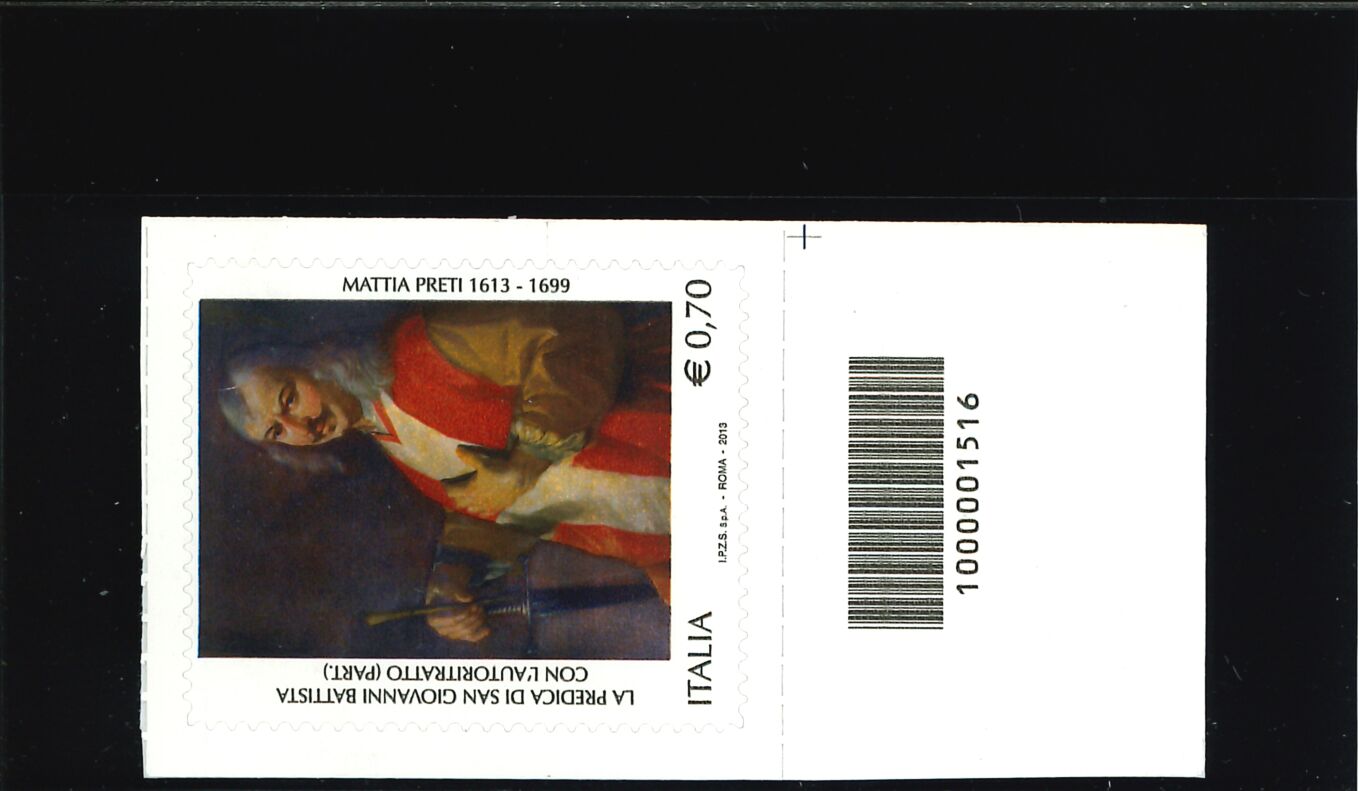 MATTIA PRETI 1613 - 1699
€ 0,70
I.P.Z.S. S.p.A. - ROMA - 2013
ITALIA
LA PREDICA DI SAN GIOVANNI BATTISTA
CON L'AUTORITRATTO (PART.)
1000001516